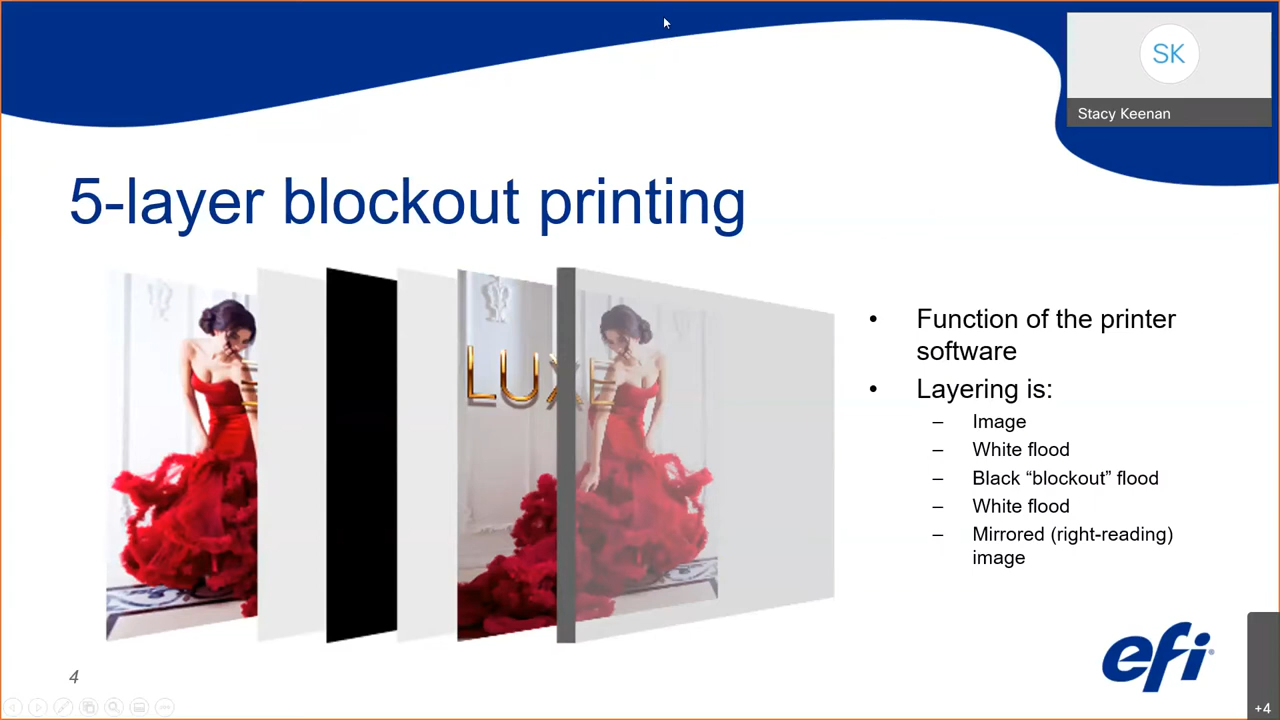 SK
Stacy Keenan
5-layer blockout printing
LUXE
• Function of the printer
software
• Layering is:
– Image
– White flood
– Black “blockout” flood
– White flood
– Mirrored (right-reading)
image
efi
4
+4